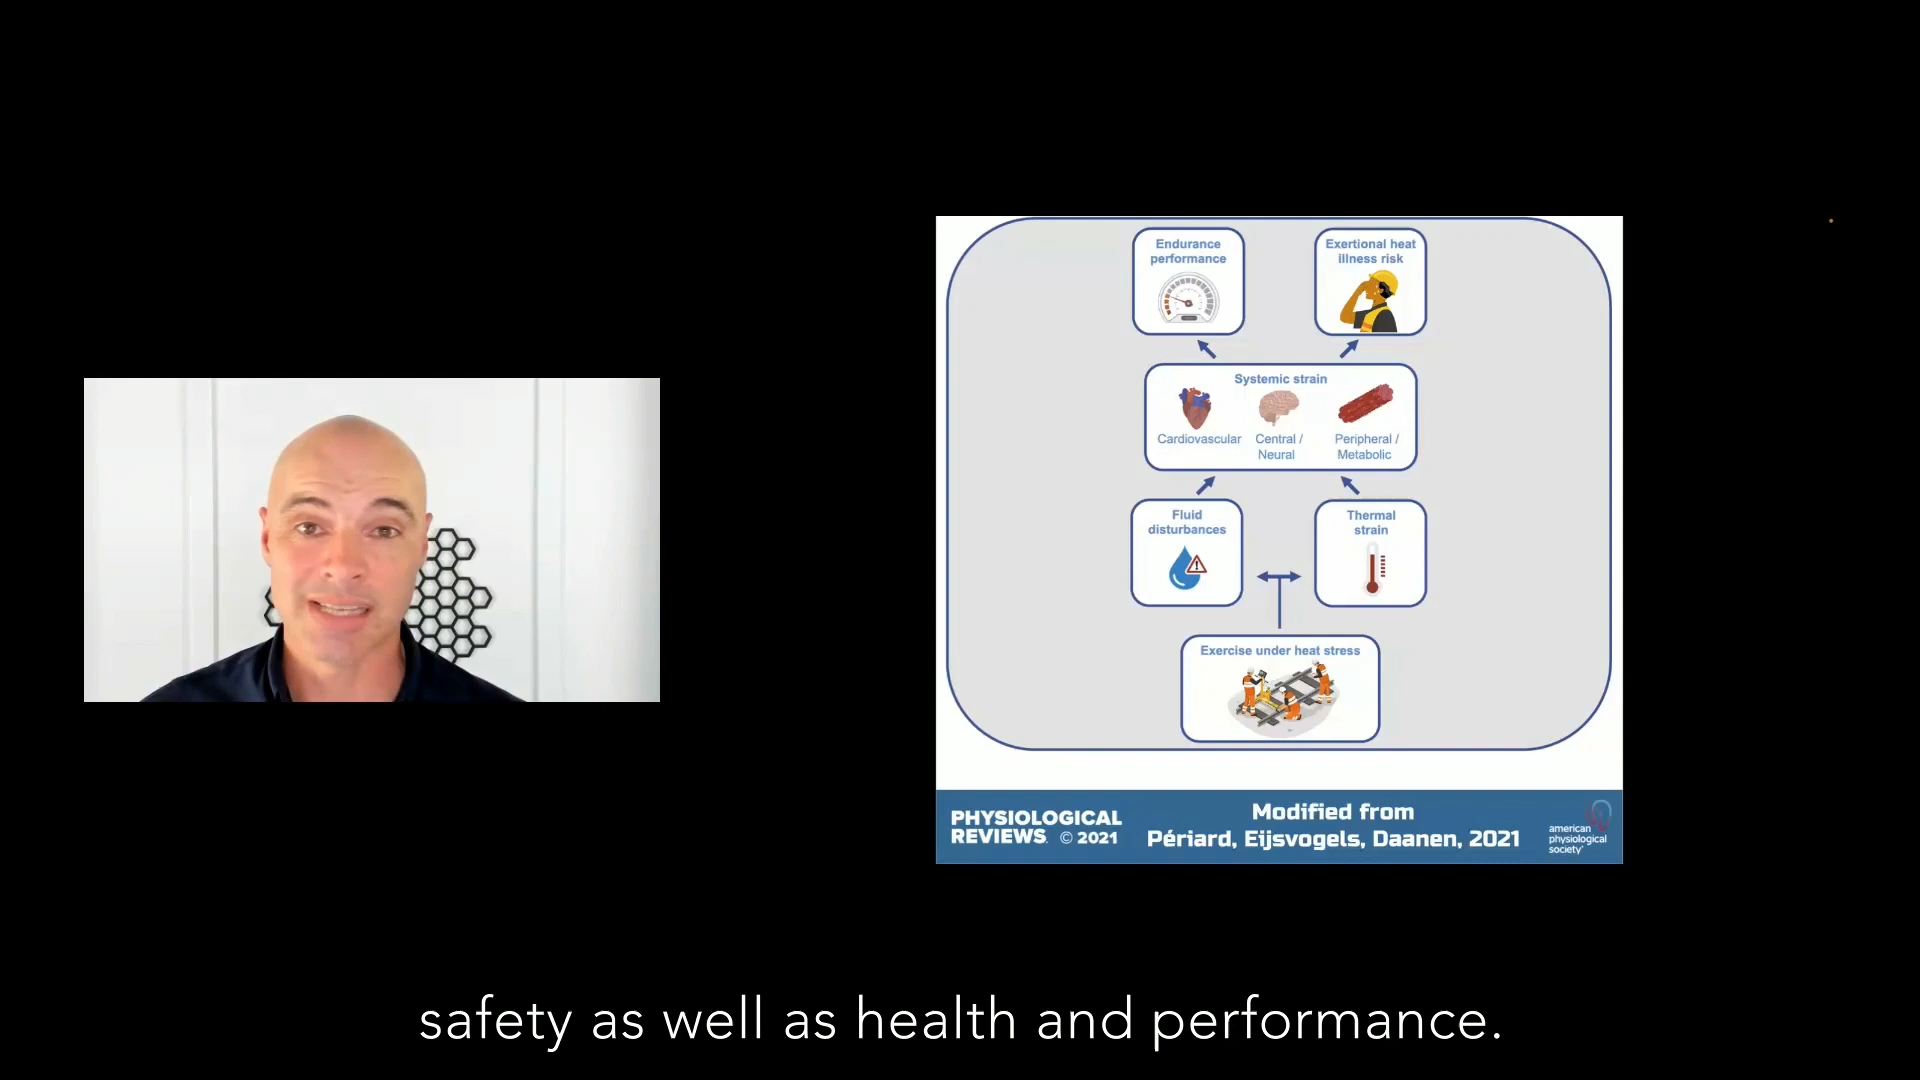 Endurance
performance
Exertional heat
illness risk
Systemic strain
Cardiovascular
Central /
Neural
Peripheral /
Metabolic
Fluid
disturbances
Thermal
strain
Exercise under heat stress
PHYSIOLOGICAL
REVIEWS. © 2021
Modified from
Périard, Eijsvogels, Daanen, 2021
american
physiological
society
safety as well as health and performance.